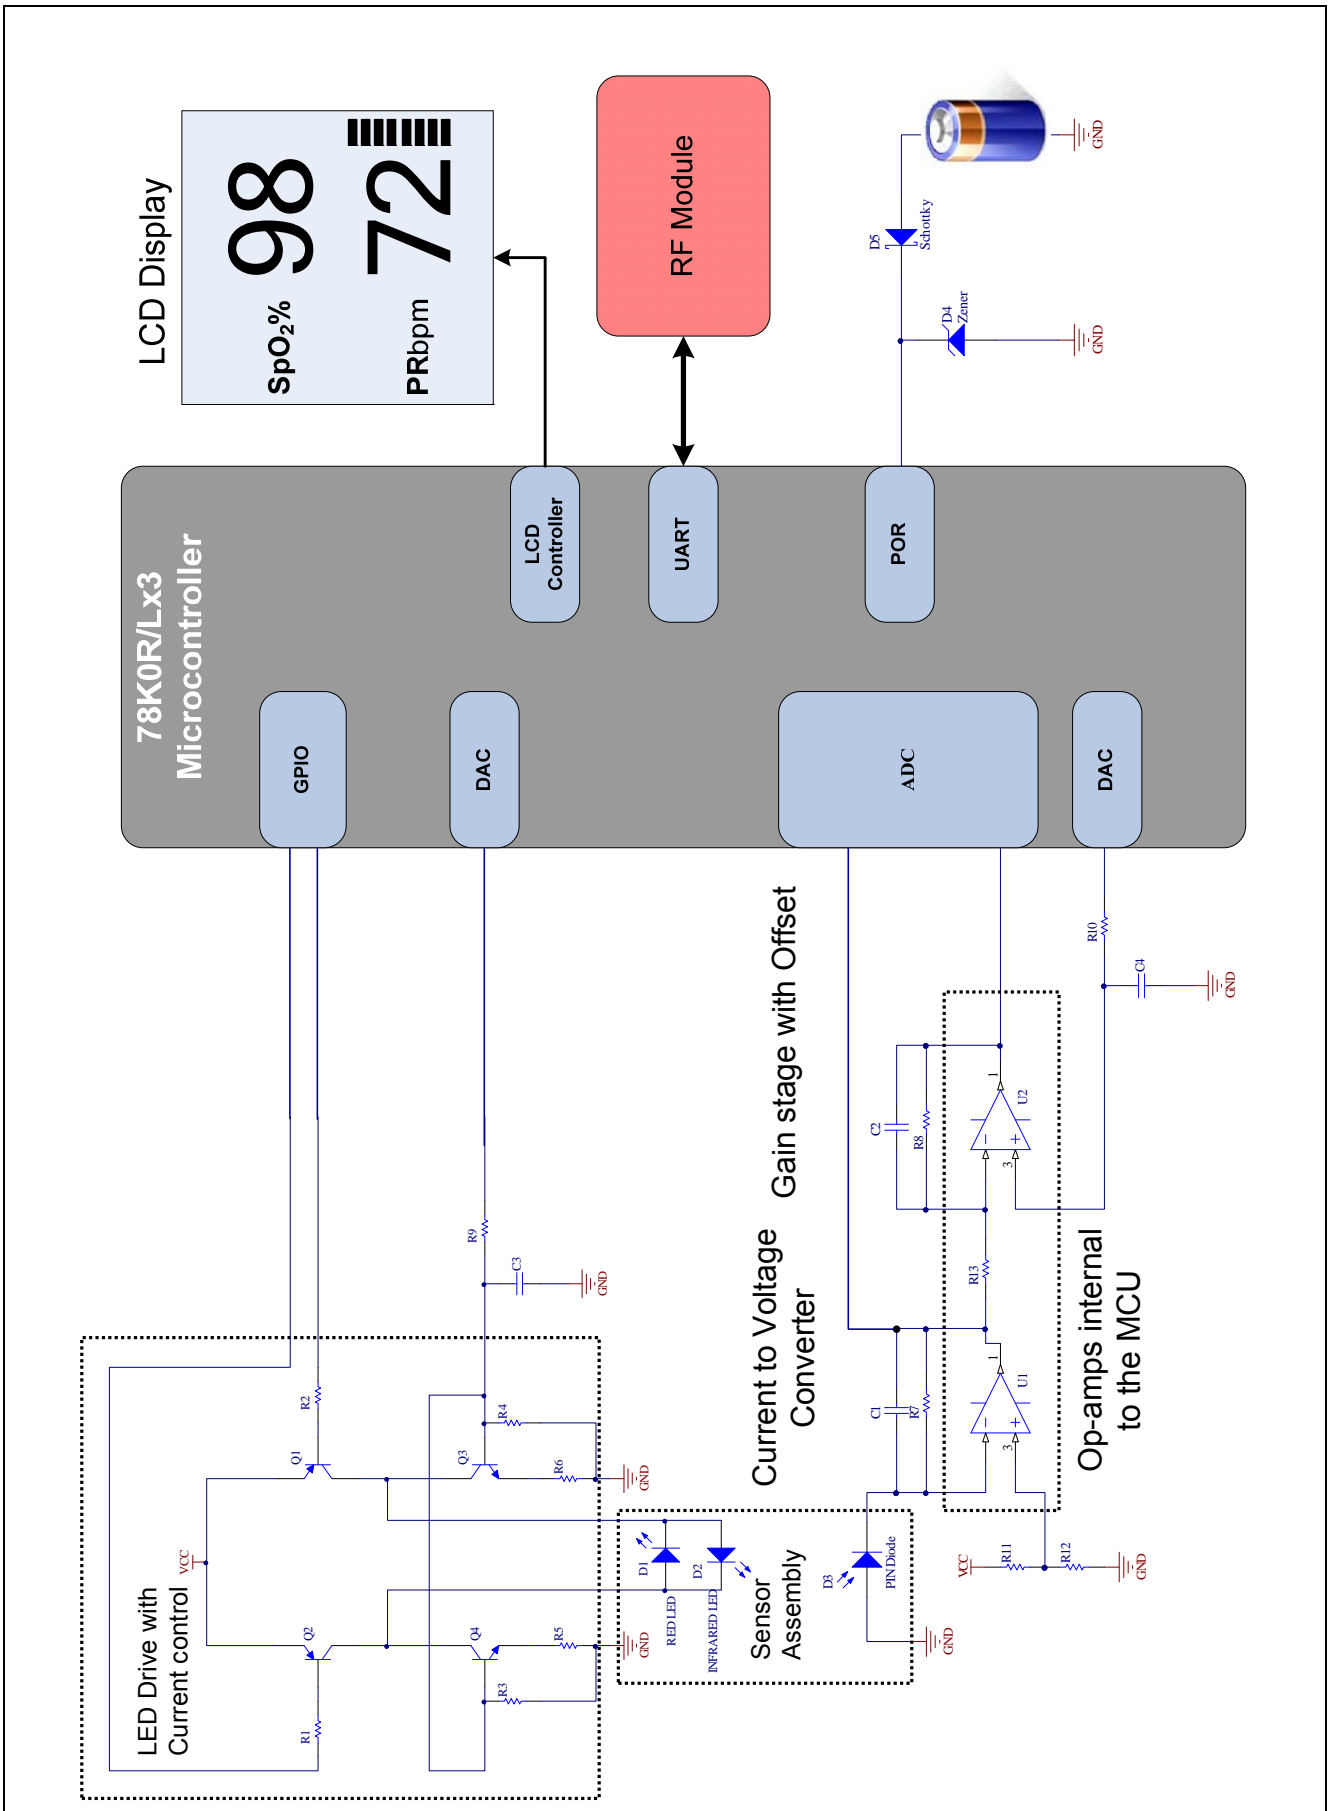 LED Drive with
Current control
VCC
Q2
Q1
R1
R2
Q4
Q3
R3
R4
R5
R6
GND
GND
R9
C3
GND
Sensor
Assembly
D1
RED LED
D2
INFRARED LED
D3
PIN Diode
GND
Current to Voltage
Converter
Gain stage with Offset
C1
R7
1
3
U1
R13
C2
R8
1
3
U2
VCC
R11
R12
GND
Op-amps internal
to the MCU
R10
C4
GND
78K0R/Lx3
Microcontroller
GPIO
DAC
ADC
DAC
LCD
Controller
UART
POR
LCD Display
SpO2% 98
PRbpm 72
RF Module
D5
Schottky
D4
Zener
GND
GND